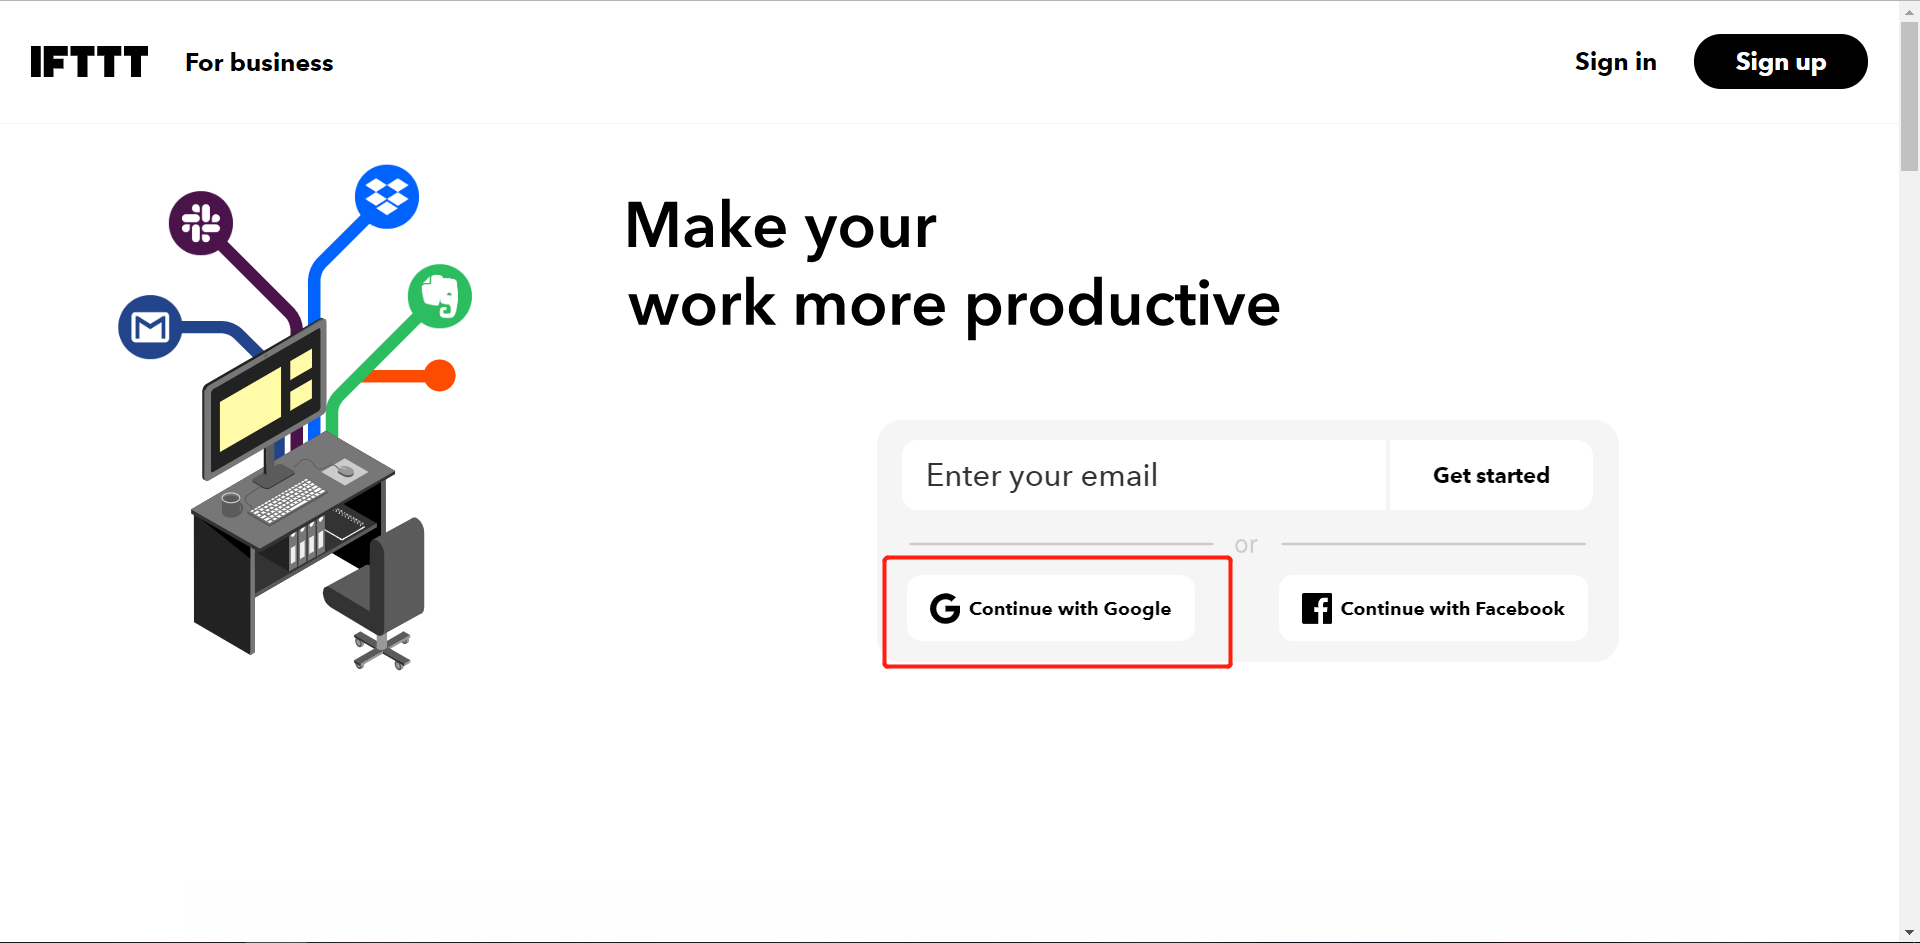 IFTTT
For business
Sign in
Sign up
Make your
work more productive
Enter your email
Get started
or
Continue with Google
Continue with Facebook